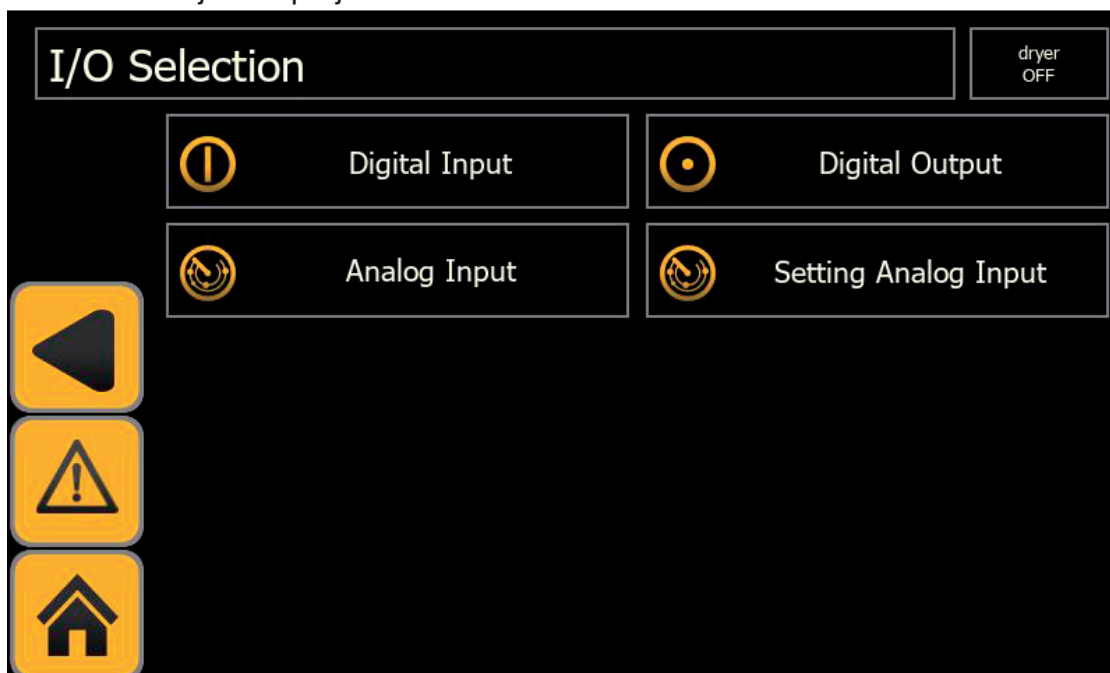 I/O Selection
dryer
OFF
Digital Input
Digital Output
Analog Input
Setting Analog Input